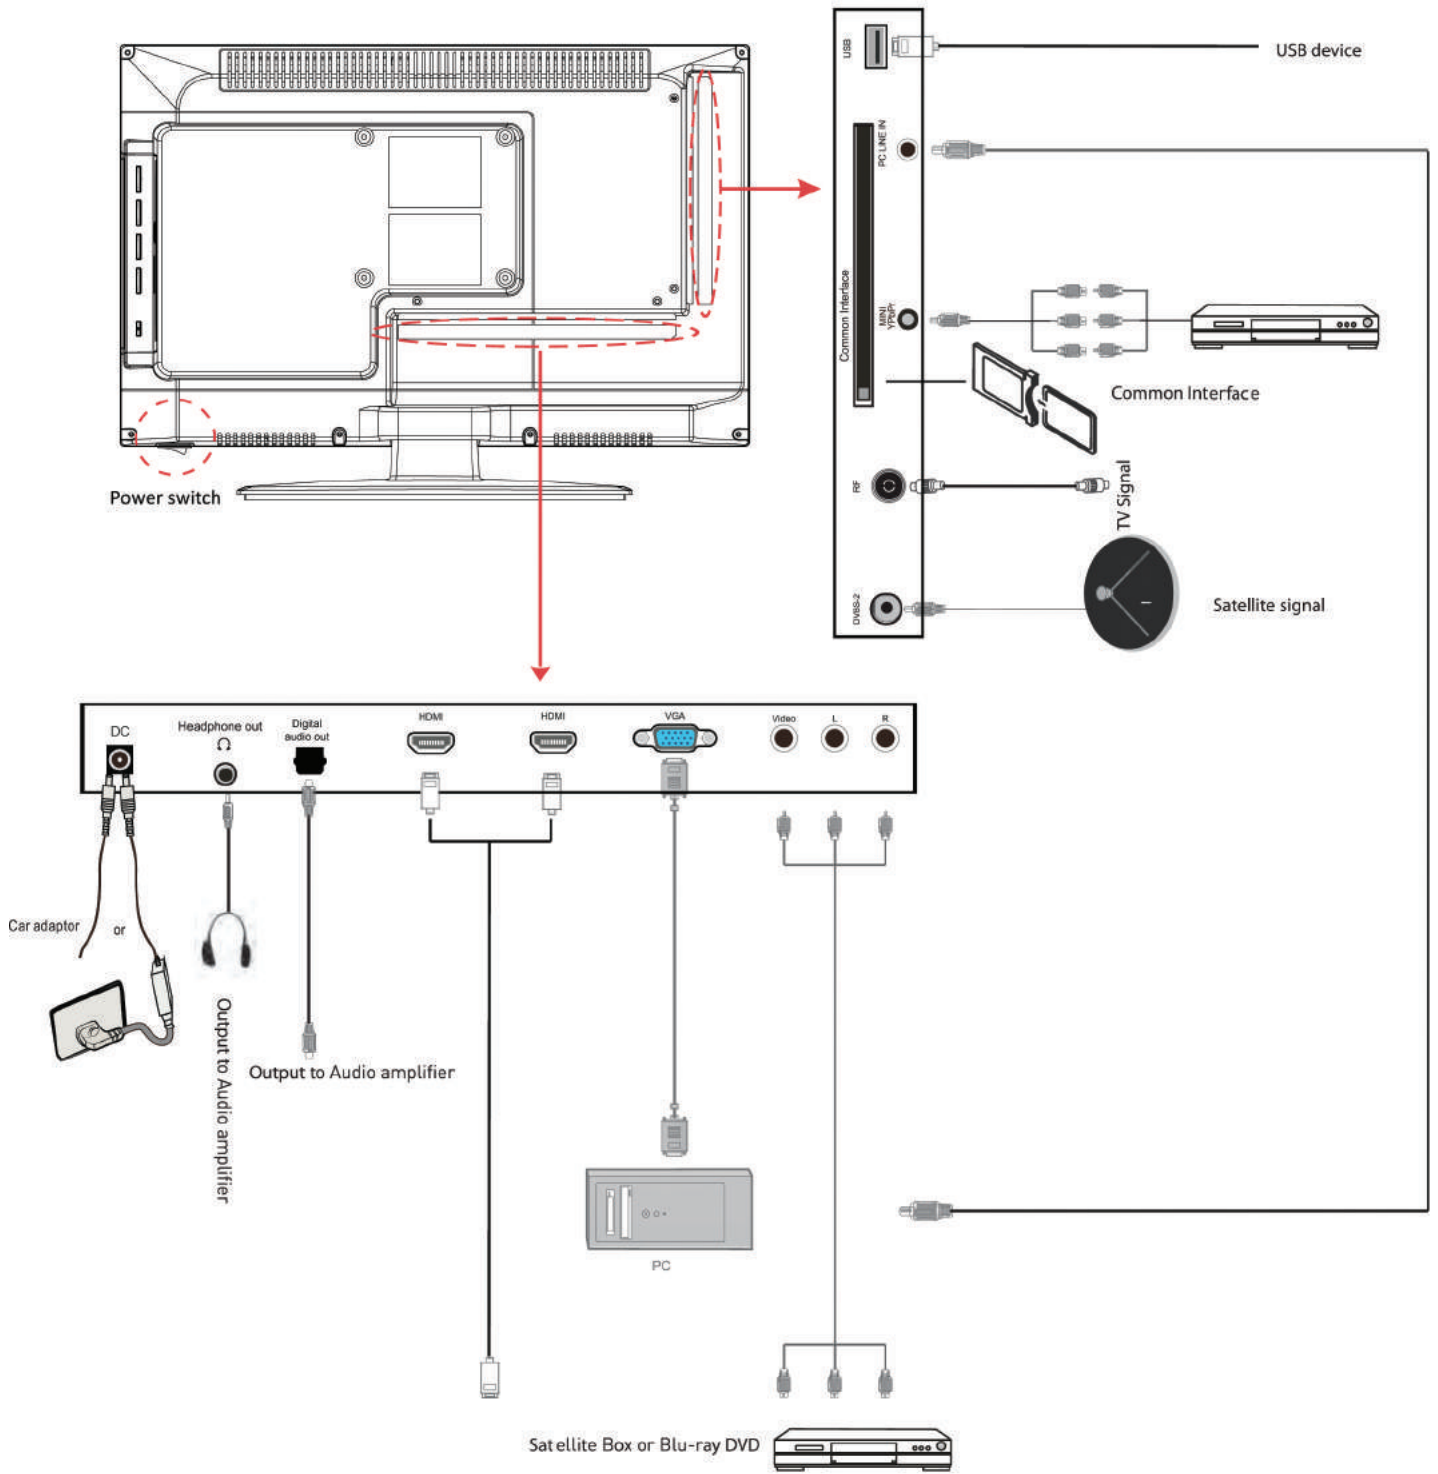 USB
USB device
PC LINE IN
Common Interface
MINI
YPbPr
Common Interface
RF
TV Signal
DVBS-2
Satellite signal
Power switch
DC
Headphone out
Digital
audio out
HDMI
HDMI
VGA
Video
L
R
Car adaptor
or
Output to Audio amplifier
Output to Audio amplifier
PC
Satellite Box or Blu-ray DVD